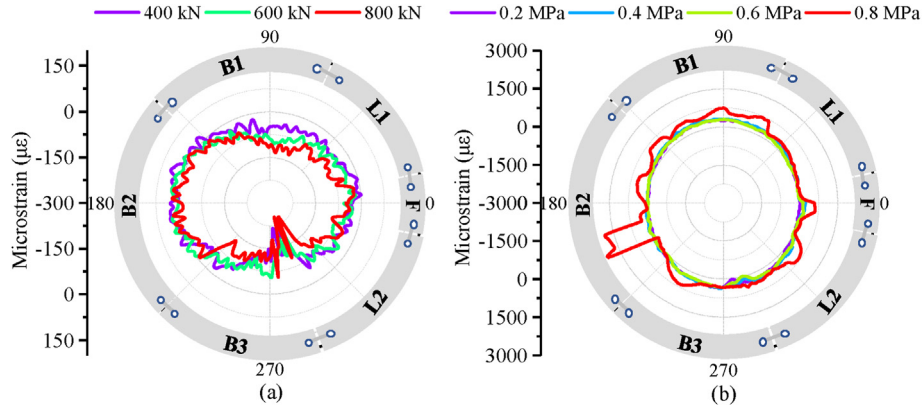 400 kN 600 kN 800 kN
0.2 MPa 0.4 MPa 0.6 MPa 0.8 MPa
(a)
90
Microstrain (με)
150
0
-150
-300
-150
0
150
180
0
270
B1
L1
F
L2
B3
B2
(a)
(b)
90
Microstrain (με)
3000
1500
0
-1500
-3000
-1500
0
1500
3000
180
0
270
B1
L1
F
L2
B3
B2
(b)